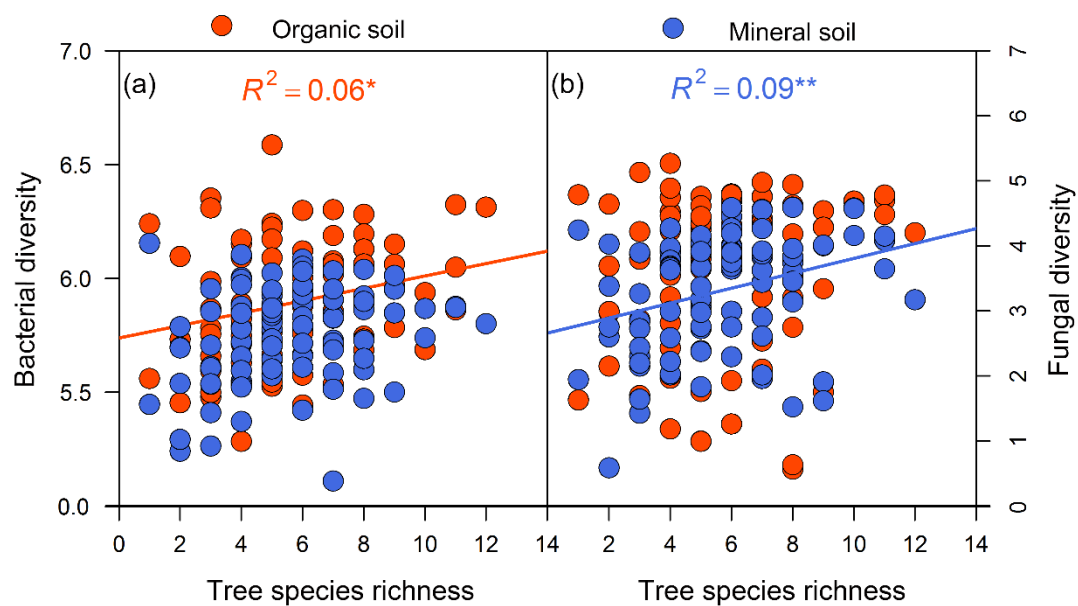 Organic soil
Mineral soil
(a)
R² = 0.06*
(b)
R² = 0.09**
Bacterial diversity
7.0
6.5
6.0
5.5
0.0
7
6
5
4
3
2
1
0
Fungal diversity
0 2 4 6 8 10 12 14 2 4 6 8 10 12 14
Tree species richness
Tree species richness